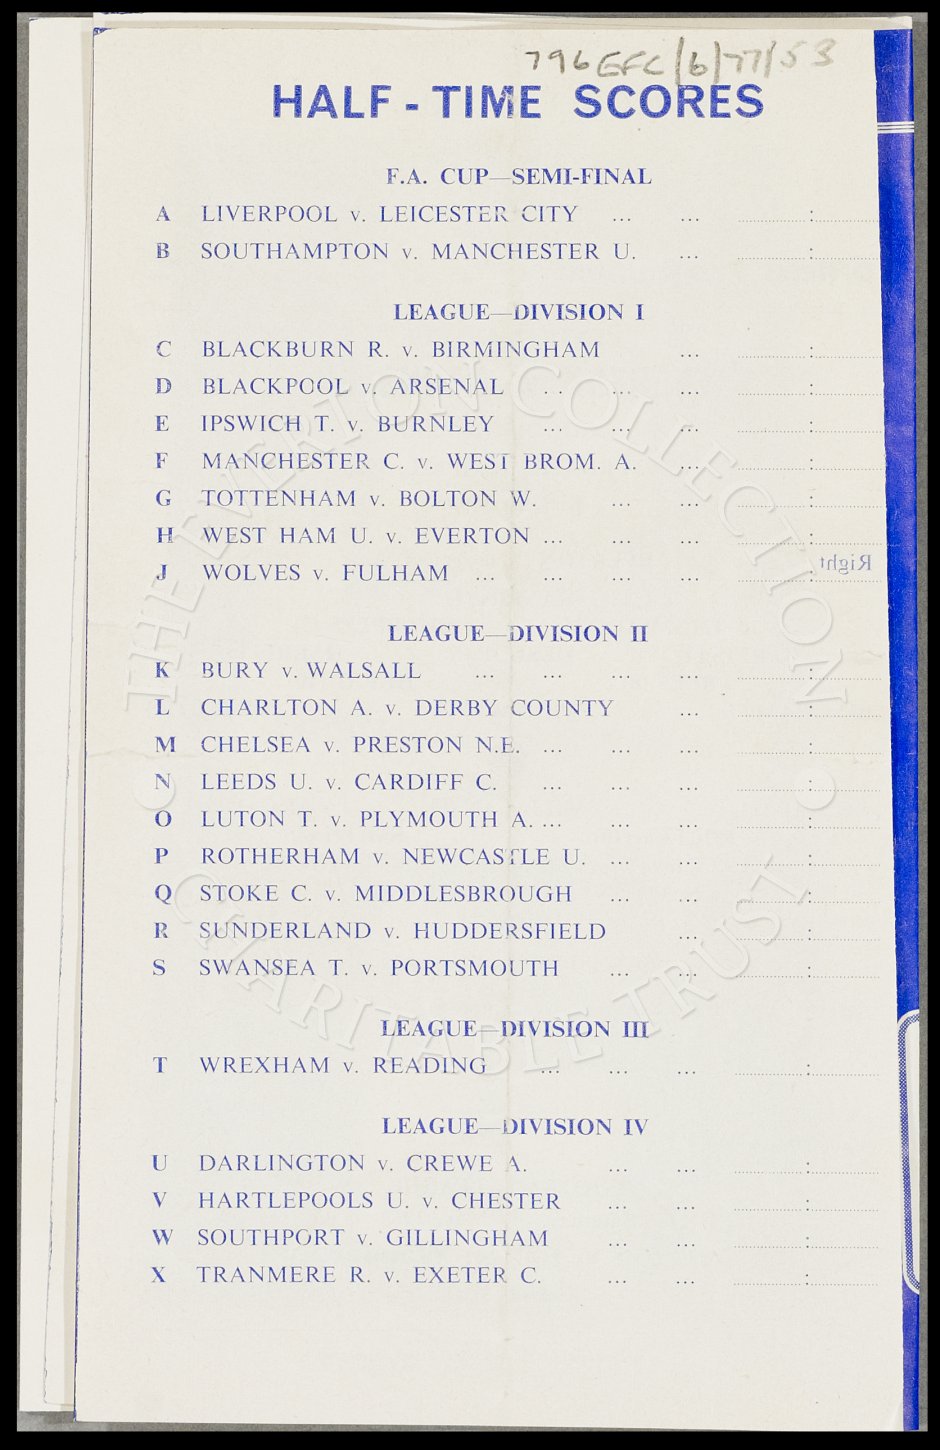 796 EFC/6/77/53
HALF - TIME SCORES
F.A. CUP—SEMI-FINAL
A LIVERPOOL v. LEICESTER CITY ... ... :
B SOUTHAMPTON v. MANCHESTER U. ... :
LEAGUE—DIVISION I
C BLACKBURN R. v. BIRMINGHAM ... :
D BLACKPOOL v. ARSENAL ... ... ... :
E IPSWICH T. v. BURNLEY ... ... ... :
F MANCHESTER C. v. WEST BROM. A. ... :
G TOTTENHAM v. BOLTON W. ... ... :
H WEST HAM U. v. EVERTON ... ... ... :
J WOLVES v. FULHAM ... ... ... ... :
Right
LEAGUE—DIVISION II
K BURY v. WALSALL ... ... ... ... :
L CHARLTON A. v. DERBY COUNTY ... :
M CHELSEA v. PRESTON N.E. ... ... ... :
N LEEDS U. v. CARDIFF C. ... ... ... :
O LUTON T. v. PLYMOUTH A. ... ... ... :
P ROTHERHAM v. NEWCASTLE U. ... ... :
Q STOKE C. v. MIDDLESBROUGH ... ... :
R SUNDERLAND v. HUDDERSFIELD ... :
S SWANSEA T. v. PORTSMOUTH ... ... :
LEAGUE—DIVISION III
T WREXHAM v. READING ... ... ... :
LEAGUE—DIVISION IV
U DARLINGTON v. CREWE A. ... ... :
V HARTLEPOOLS U. v. CHESTER ... ... :
W SOUTHPORT v. GILLINGHAM ... ... :
X TRANMERE R. v. EXETER C. ... ... :
THE EVERTON COLLECTION
CHARITABLE TRUST